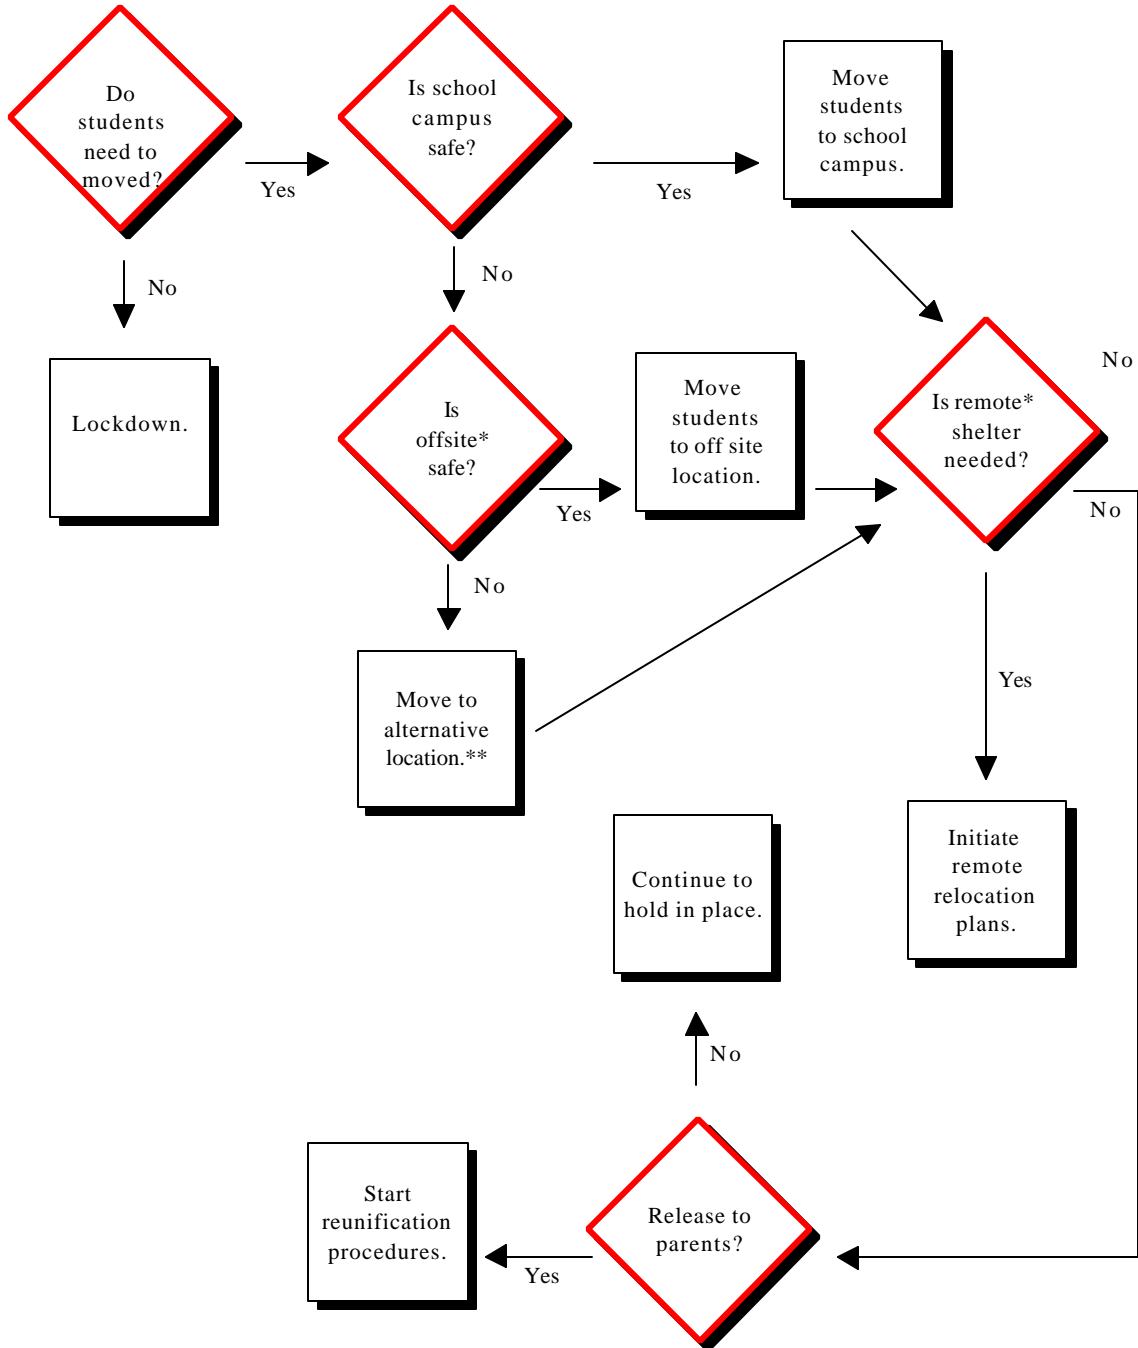 Do
students
need to
moved?
Yes
No
Is school
campus
safe?
Yes
No
Move
students
to school
campus.
Lockdown.
Is
offsite*
safe?
Yes
No
Move
students
to off site
location.
Is remote*
shelter
needed?
No
No
Yes
Move to
alternative
location.**
Continue to
hold in place.
Initiate
remote
relocation
plans.
No
Start
reunification
procedures.
Yes
Release to
parents?